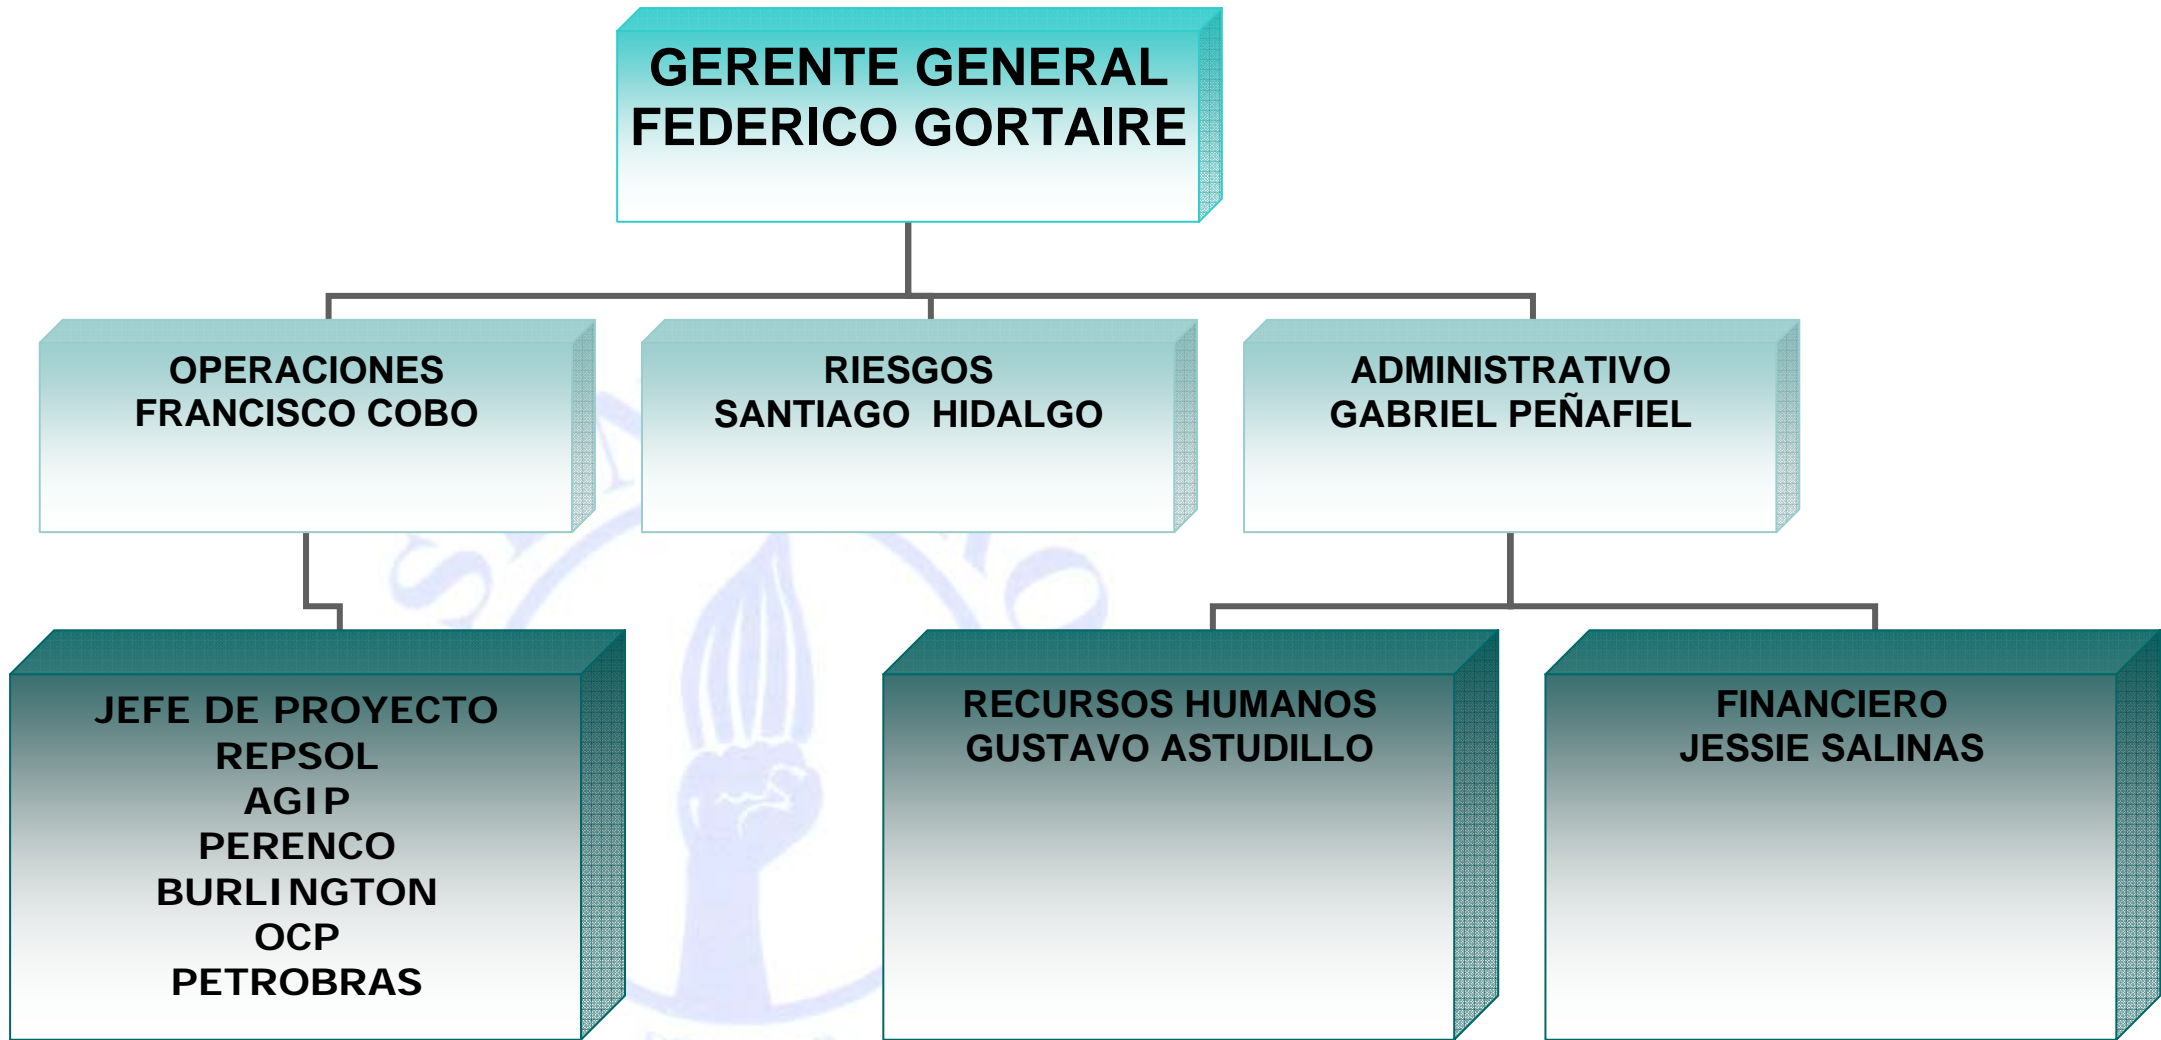 GERENTE GENERAL
FEDERICO GORTAIRE
OPERACIONES
FRANCISCO COBO
RIESGOS
SANTIAGO HIDALGO
ADMINISTRATIVO
GABRIEL PEÑAFIEL
JEFE DE PROYECTO
REPSOL
AGIP
PERENCO
BURLINGTON
OCP
PETROBRAS
RECURSOS HUMANOS
GUSTAVO ASTUDILLO
FINANCIERO
JESSIE SALINAS